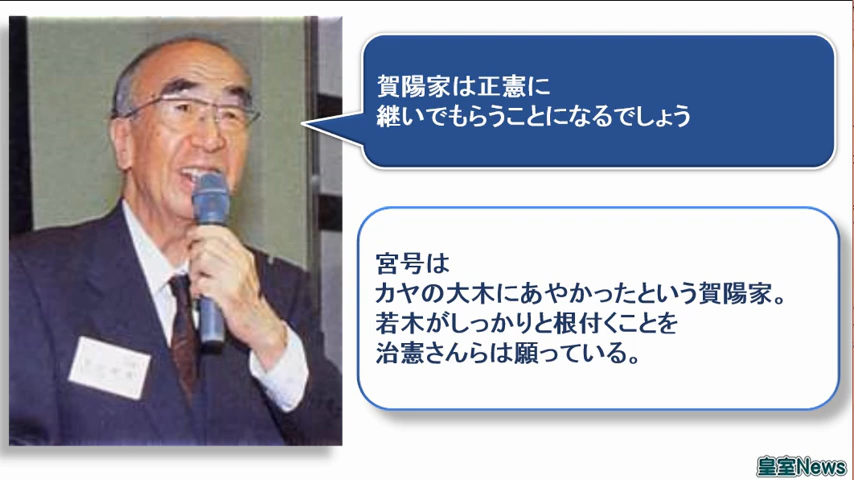 賀陽家は正憲に
継いでもらうことになるでしょう
宮号は
カヤの大木にあやかったという賀陽家。
若木がしっかりと根付くことを
治憲さんらは願っている。
皇室News